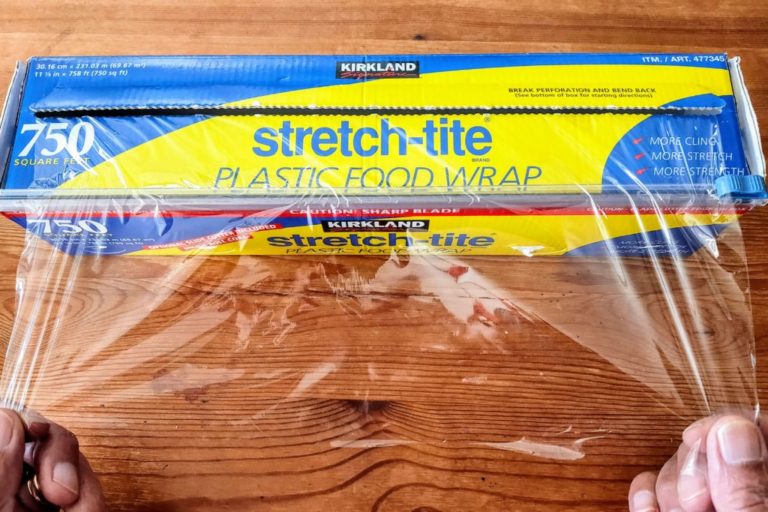 30.16 cm × 231.03 m (69.67 m²)
11 ⅞ in × 758 ft (750 sq ft)
KIRKLAND
Signature
ITM. / ART. 477345
BREAK PERFORATION AND BEND BACK
(See bottom of box for starting directions)
750
SQUARE FEET
stretch-tite®
BRAND
PLASTIC FOOD WRAP
MORE CLING
MORE STRETCH
MORE STRENGTH
CAUTION: SHARP BLADE
750
KIRKLAND
stretch-tite
PLASTIC FOOD WRAP